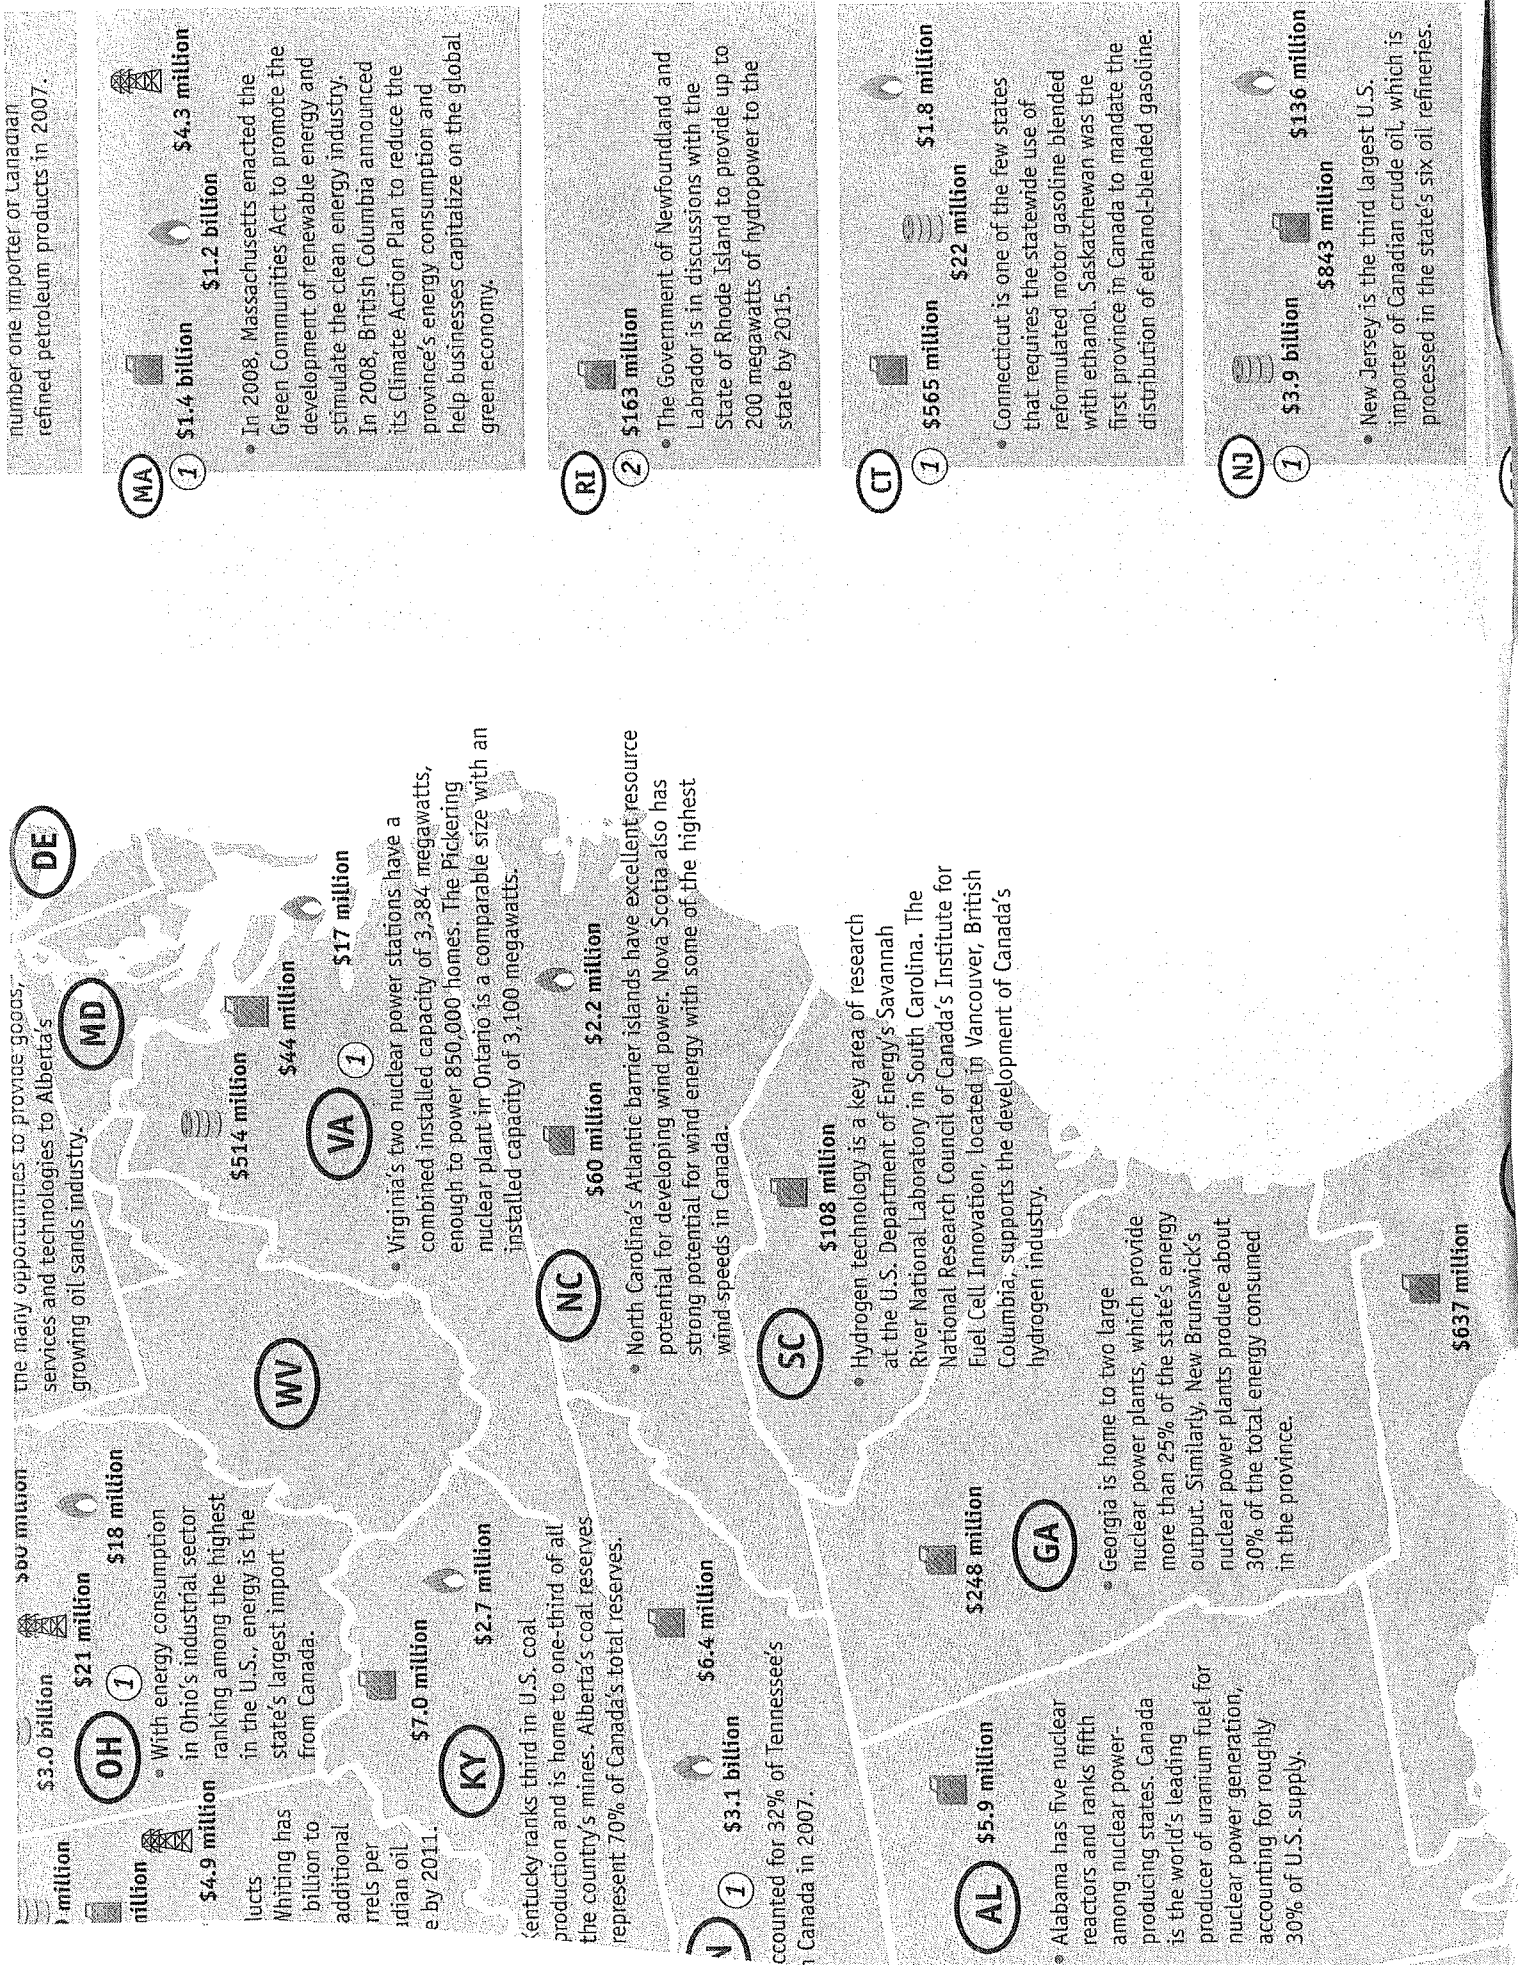 the many opportunities to provide goods,
services and technologies to Alberta's
growing oil sands industry.
DE
MD
$514 million
$44 million
$17 million
VA
1
• Virginia's two nuclear power stations have a
combined installed capacity of 3,384 megawatts,
enough to power 850,000 homes. The Pickering
nuclear plant in Ontario is a comparable size with an
installed capacity of 3,100 megawatts.
WV
$3.0 billion
$21 million
$60 million
$18 million
OH
1
• With energy consumption
in Ohio's industrial sector
ranking among the highest
in the U.S., energy is the
state's largest import
from Canada.
million
$4.9 million
Whiting has
billion to
additional
by 2011.
$7.0 million
$2.7 million
KY
Kentucky ranks third in U.S. coal
production and is home to one-third of all
the country's mines. Alberta's coal reserves
represent 70% of Canada's total reserves.
NC
$60 million
$2.2 million
• North Carolina's Atlantic barrier islands have excellent resource
potential for developing wind power. Nova Scotia also has
strong potential for wind energy with some of the highest
wind speeds in Canada.
$3.1 billion
$6.4 million
N
1
accounted for 32% of Tennessee's
Canada in 2007.
SC
$108 million
• Hydrogen technology is a key area of research
at the U.S. Department of Energy's Savannah
River National Laboratory in South Carolina. The
National Research Council of Canada's Institute for
Fuel Cell Innovation, located in Vancouver, British
Columbia, supports the development of Canada's
hydrogen industry.
AL
$5.9 million
• Alabama has five nuclear
reactors and ranks fifth
among nuclear power-
producing states. Canada
is the world's leading
producer of uranium fuel for
nuclear power generation,
accounting for roughly
30% of U.S. supply.
$248 million
GA
• Georgia is home to two large
nuclear power plants, which provide
more than 25% of the state's energy
output. Similarly, New Brunswick's
nuclear power plants produce about
30% of the total energy consumed
in the province.
$637 million
number one importer of Canadian
refined petroleum products in 2007.
MA
1
$1.4 billion
$1.2 billion
$4.3 million
• In 2008, Massachusetts enacted the
Green Communities Act to promote the
development of renewable energy and
stimulate the clean energy industry.
In 2008, British Columbia announced
its Climate Action Plan to reduce the
province's energy consumption and
help businesses capitalize on the global
green economy.
RI
2
$163 million
• The Government of Newfoundland and
Labrador is in discussions with the
State of Rhode Island to provide up to
200 megawatts of hydropower to the
state by 2015.
CT
1
$565 million
$22 million
$1.8 million
• Connecticut is one of the few states
that requires the statewide use of
reformulated motor gasoline blended
with ethanol. Saskatchewan was the
first province in Canada to mandate the
distribution of ethanol-blended gasoline.
NJ
1
$3.9 billion
$843 million
$136 million
• New Jersey is the third largest U.S.
importer of Canadian crude oil, which is
processed in the state's six oil refineries.